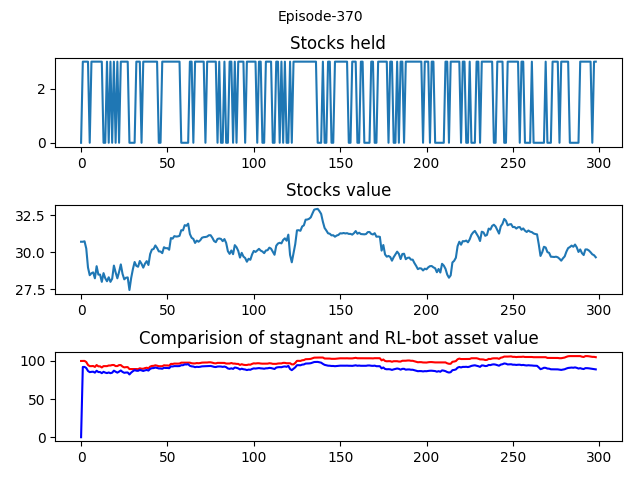 Episode-370
Stocks held
2
0
0 50 100 150 200 250 300
Stocks value
32.5
30.0
27.5
0 50 100 150 200 250 300
Comparision of stagnant and RL-bot asset value
100
50
0
0 50 100 150 200 250 300